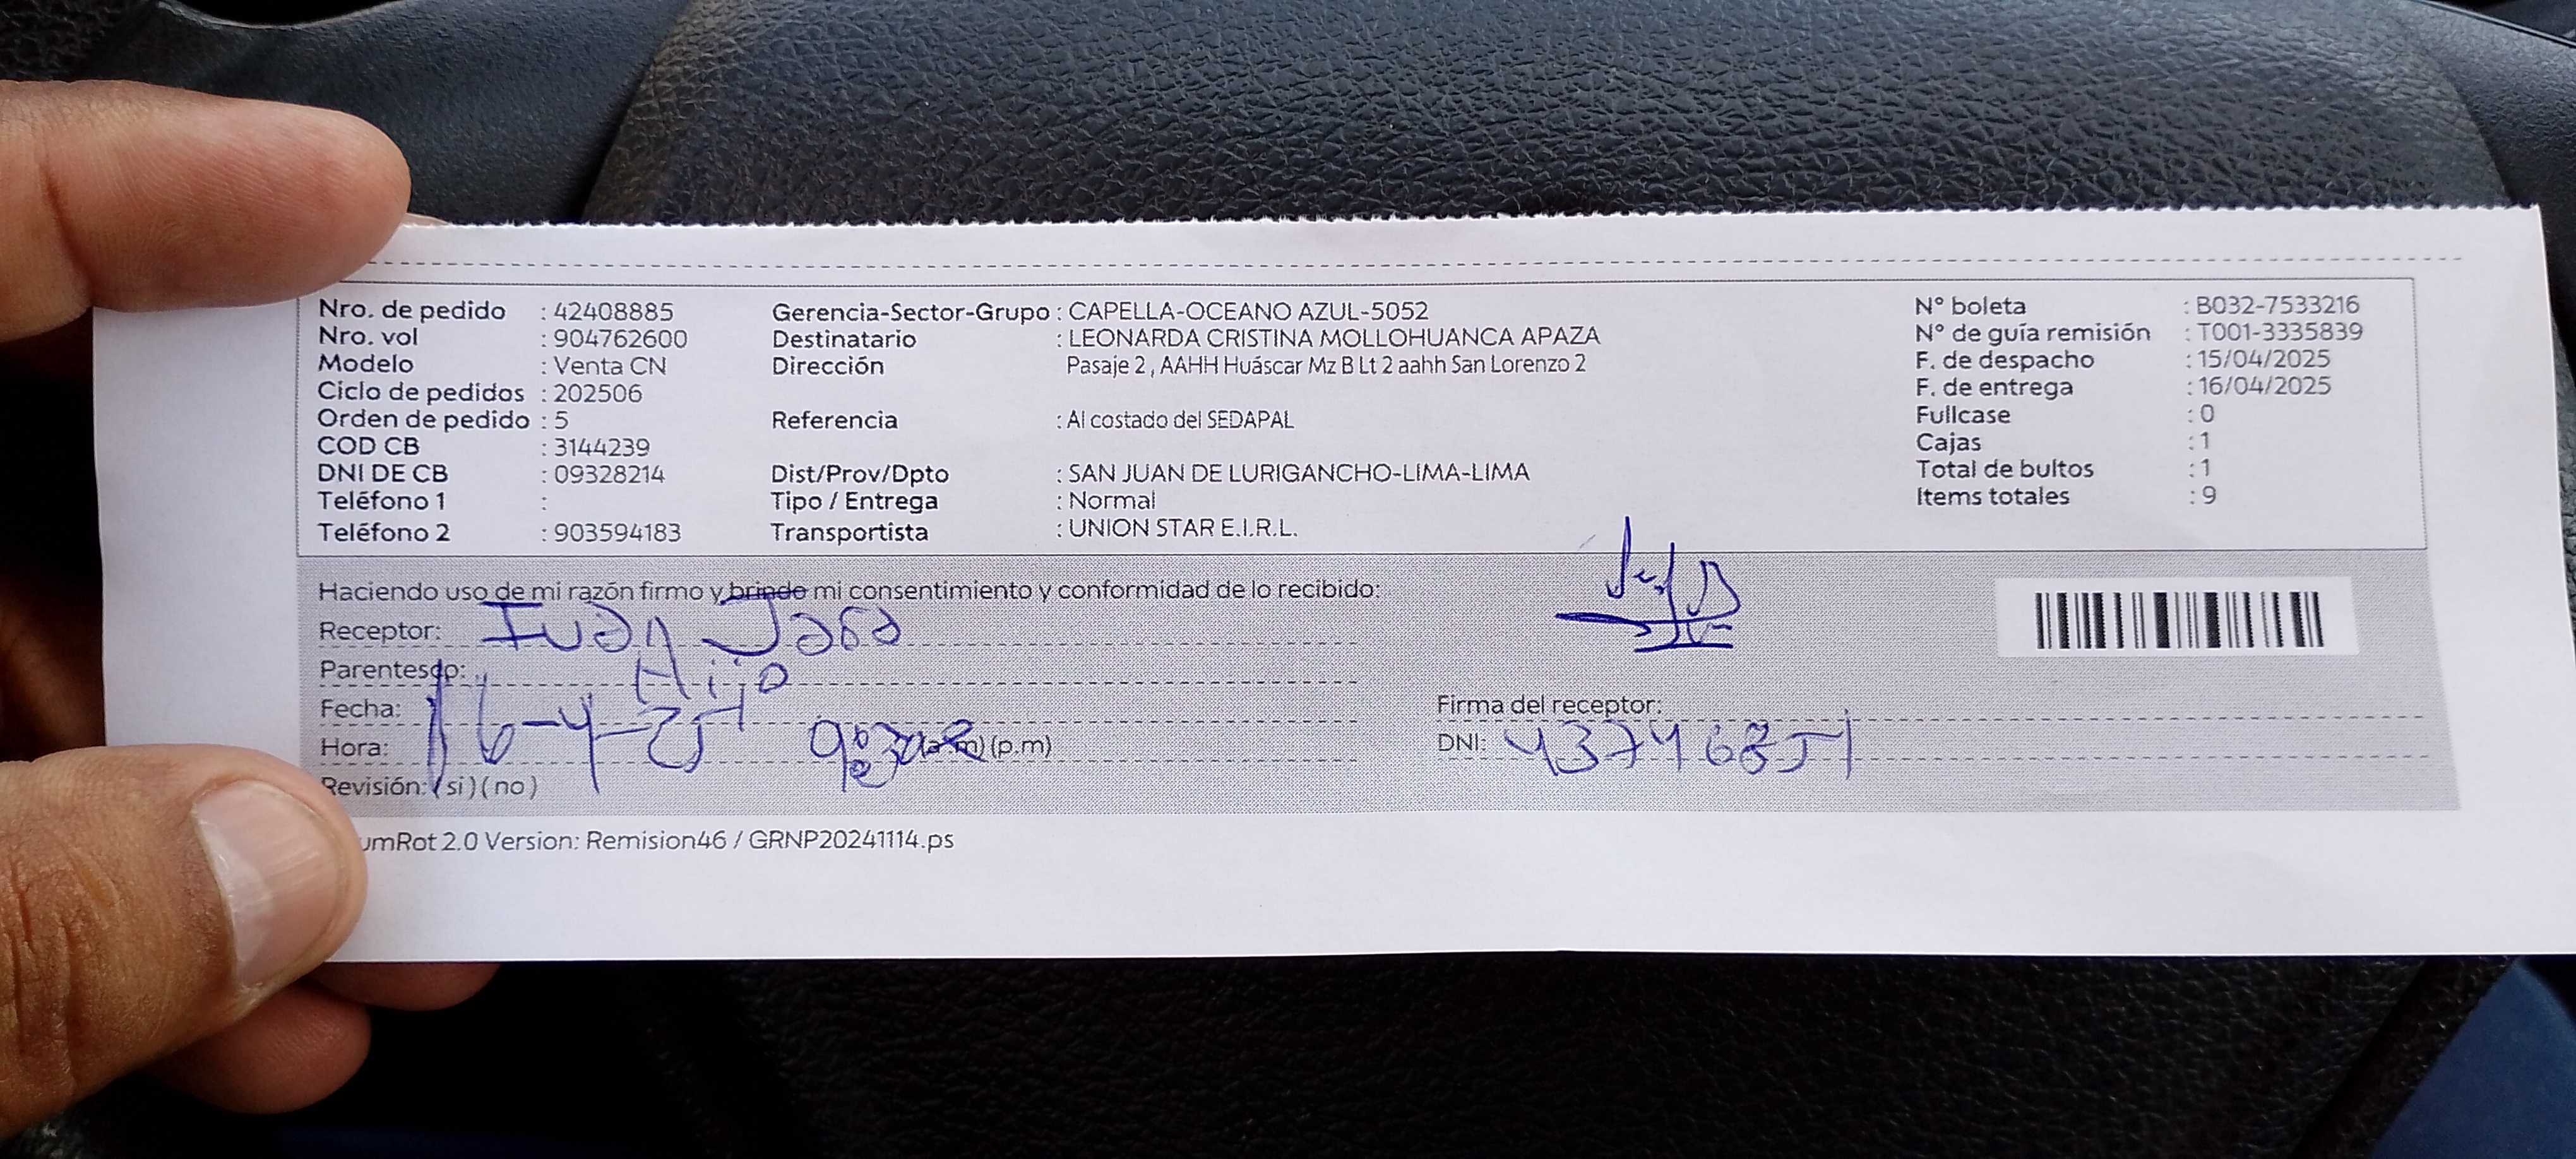 Nro. de pedido : 42408885 Gerencia-Sector-Grupo : CAPELLA-OCEANO AZUL-5052 N° boleta : B032-7533216
Nro. vol : 904762600 Destinatario : LEONARDA CRISTINA MOLLOHUANCA APAZA N° de guía remisión : T001-3335839
Modelo : Venta CN Dirección Pasaje 2 , AAHH Huáscar Mz B Lt 2 aahh San Lorenzo 2 F. de despacho : 15/04/2025
Ciclo de pedidos : 202506 F. de entrega : 16/04/2025
Orden de pedido : 5 Referencia : Al costado del SEDAPAL Fullcase : 0
COD CB : 3144239 Cajas : 1
DNI DE CB : 09328214 Dist/Prov/Dpto : SAN JUAN DE LURIGANCHO-LIMA-LIMA Total de bultos : 1
Teléfono 1 : Tipo / Entrega : Normal Items totales : 9
Teléfono 2 : 903594183 Transportista : UNION STAR E.I.R.L.
Haciendo uso de mi razón firmo y brindo mi consentimiento y conformidad de lo recibido:
Receptor: Ivan
Parentesco: Hijo
Fecha: 16-4-25 Firma del receptor:
Hora: (a.m) (p.m) DNI:
Revisión: (si) (no)
umRot 2.0 Version: Remision46 / GRNP20241114.ps